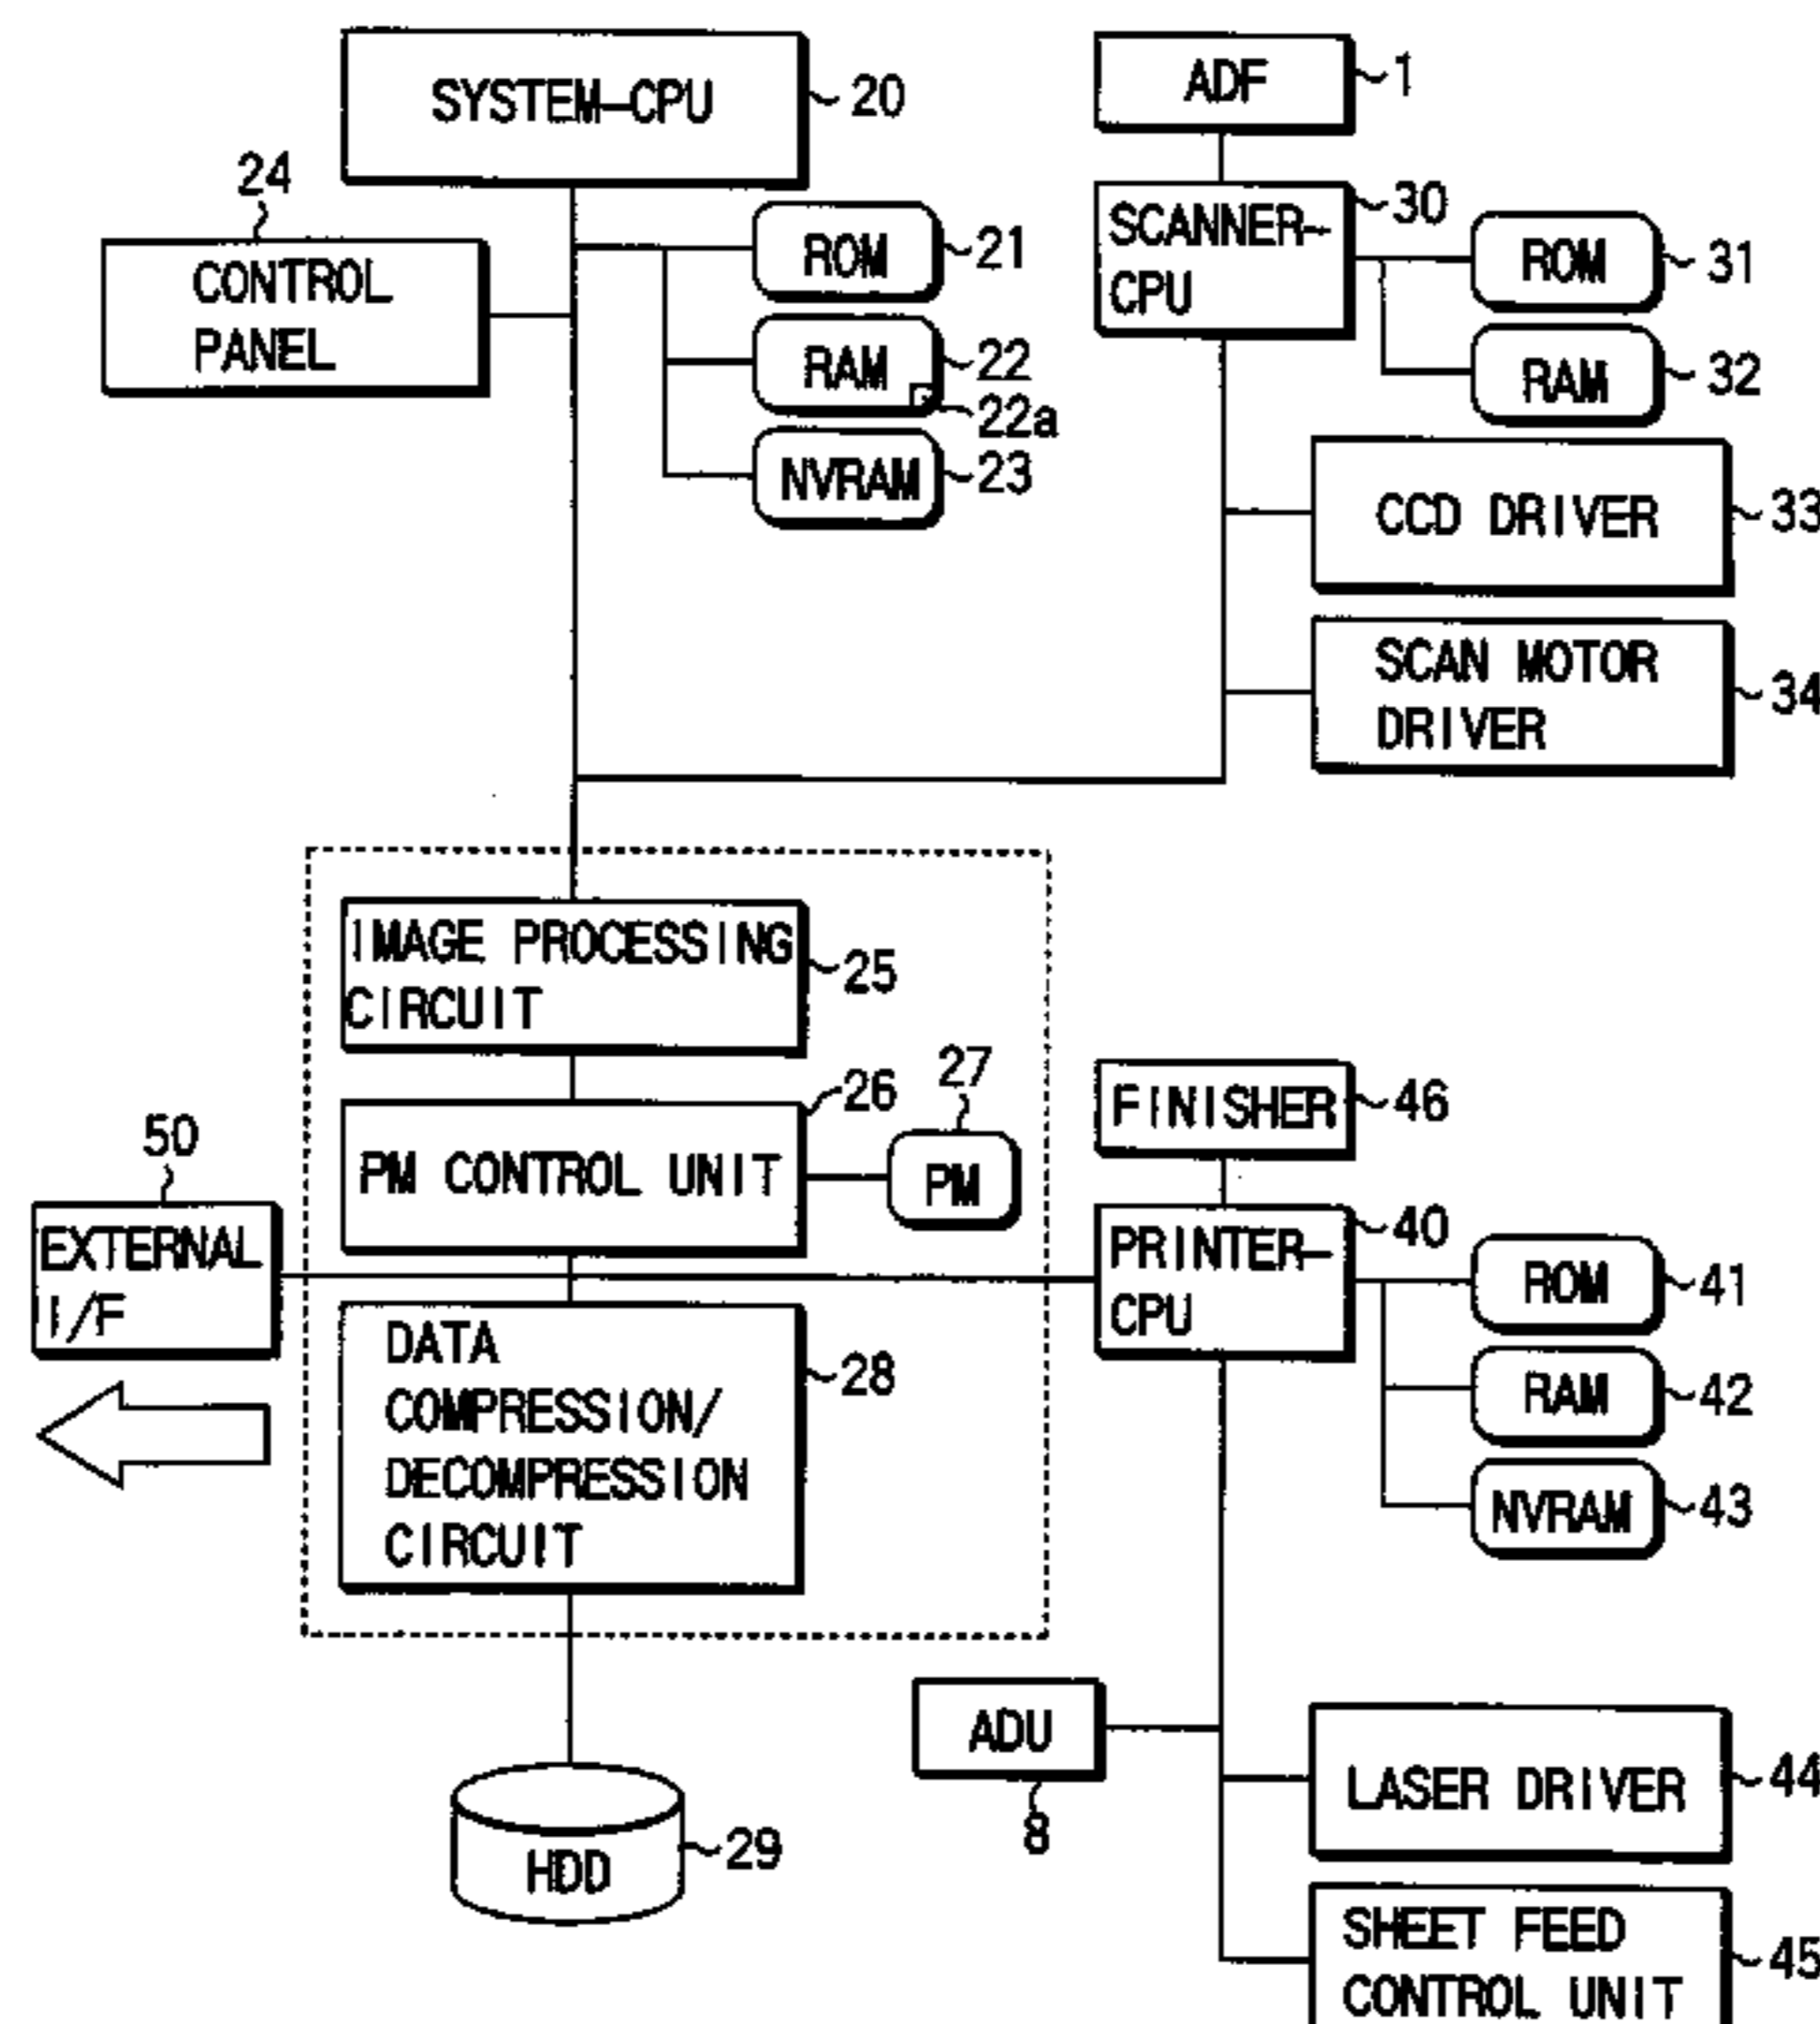 SYSTEM-CPU
20
ADF
1
24
CONTROL
PANEL
ROM
21
RAM
22
22a
NVRAM
23
SCANNER-
CPU
30
ROM
31
RAM
32
CCD DRIVER
33
SCAN MOTOR
DRIVER
34
IMAGE PROCESSING
CIRCUIT
25
PM CONTROL UNIT
26
27
PM
50
EXTERNAL
I/F
DATA
COMPRESSION/
DECOMPRESSION
CIRCUIT
28
FINISHER
46
PRINTER-
CPU
40
ROM
41
RAM
42
NVRAM
43
HDD
29
ADU
8
LASER DRIVER
44
SHEET FEED
CONTROL UNIT
45